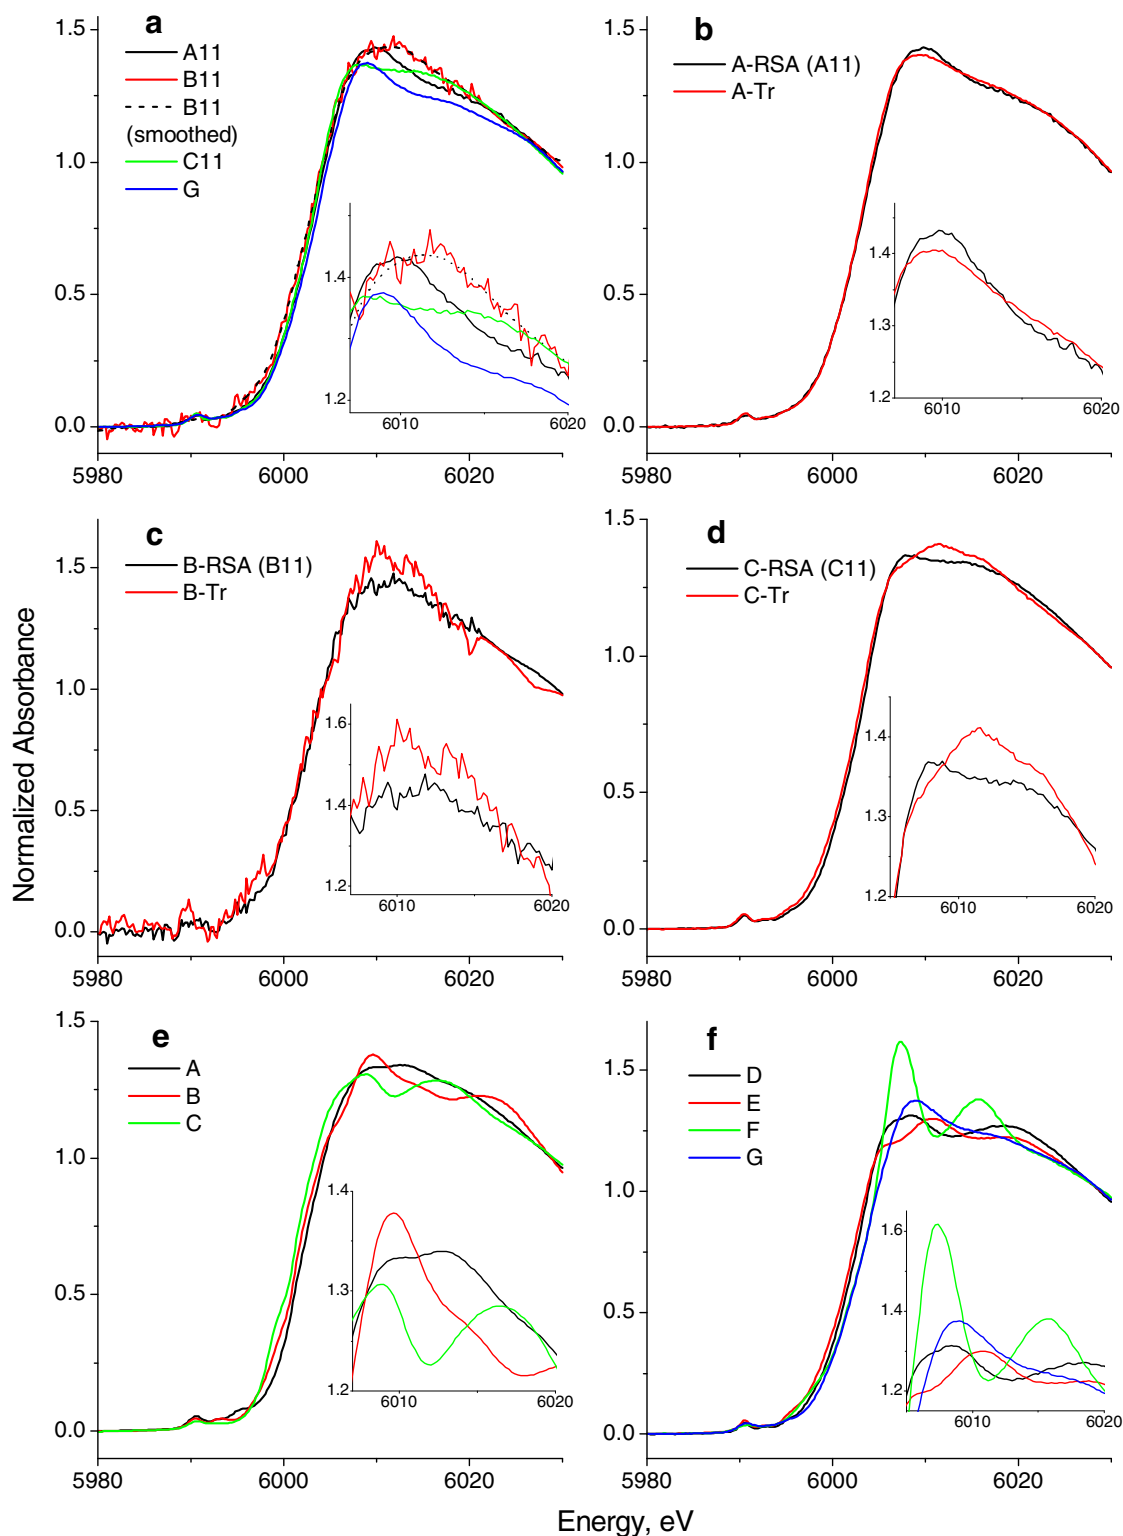 a
1.5
A11
B11
B11
(smoothed)
C11
G
1.0
0.5
0.0
1.4
1.2
6010
6020
5980
6000
6020
b
A-RSA (A11)
A-Tr
1.4
1.3
1.2
6010
6020
5980
6000
6020
c
B-RSA (B11)
B-Tr
1.5
1.0
0.5
0.0
1.6
1.4
1.2
6010
6020
5980
6000
6020
d
1.5
C-RSA (C11)
C-Tr
1.0
0.5
0.0
1.4
1.3
1.2
6010
6020
5980
6000
6020
Normalized Absorbance
e
1.5
A
B
C
1.0
0.5
0.0
1.4
1.3
1.2
6010
6020
5980
6000
6020
f
D
E
F
G
1.5
1.0
0.5
0.0
1.6
1.4
1.2
6010
6020
5980
6000
6020
Energy, eV